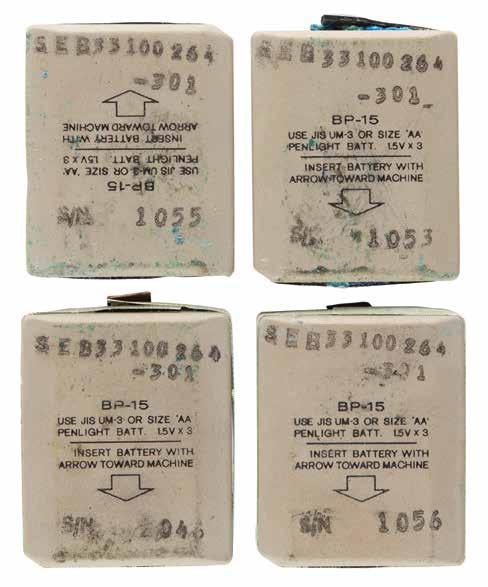 SEB33100264
-301
INSERT BATTERY WITH
ARROW TOWARD MACHINE
BP-15
USE JIS UM-3 OR SIZE 'AA'
PENLIGHT BATT. 1.5V X 3
S/N 1055
SEB33100264
-301
BP-15
USE JIS UM-3 OR SIZE 'AA'
PENLIGHT BATT. 1.5V X 3
INSERT BATTERY WITH
ARROW TOWARD MACHINE
1053
SEB33100264
-301
BP-15
USE JIS UM-3 OR SIZE 'AA'
PENLIGHT BATT. 1.5V X 3
INSERT BATTERY WITH
ARROW TOWARD MACHINE
S/N
SEB33100264
-301
BP-15
USE JIS UM-3 OR SIZE 'AA'
PENLIGHT BATT. 1.5V X 3
INSERT BATTERY WITH
ARROW TOWARD MACHINE
S/N 1056